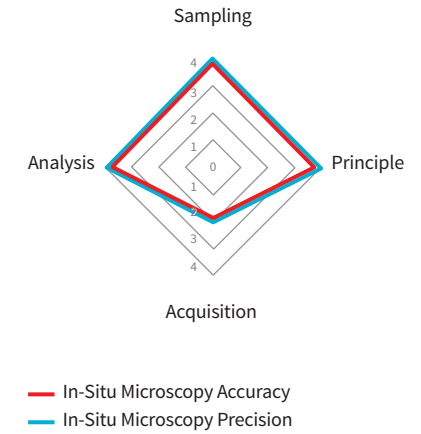 Sampling
4
3
2
1
Analysis
0
Principle
1
2
3
4
Acquisition
In-Situ Microscopy Accuracy
In-Situ Microscopy Precision